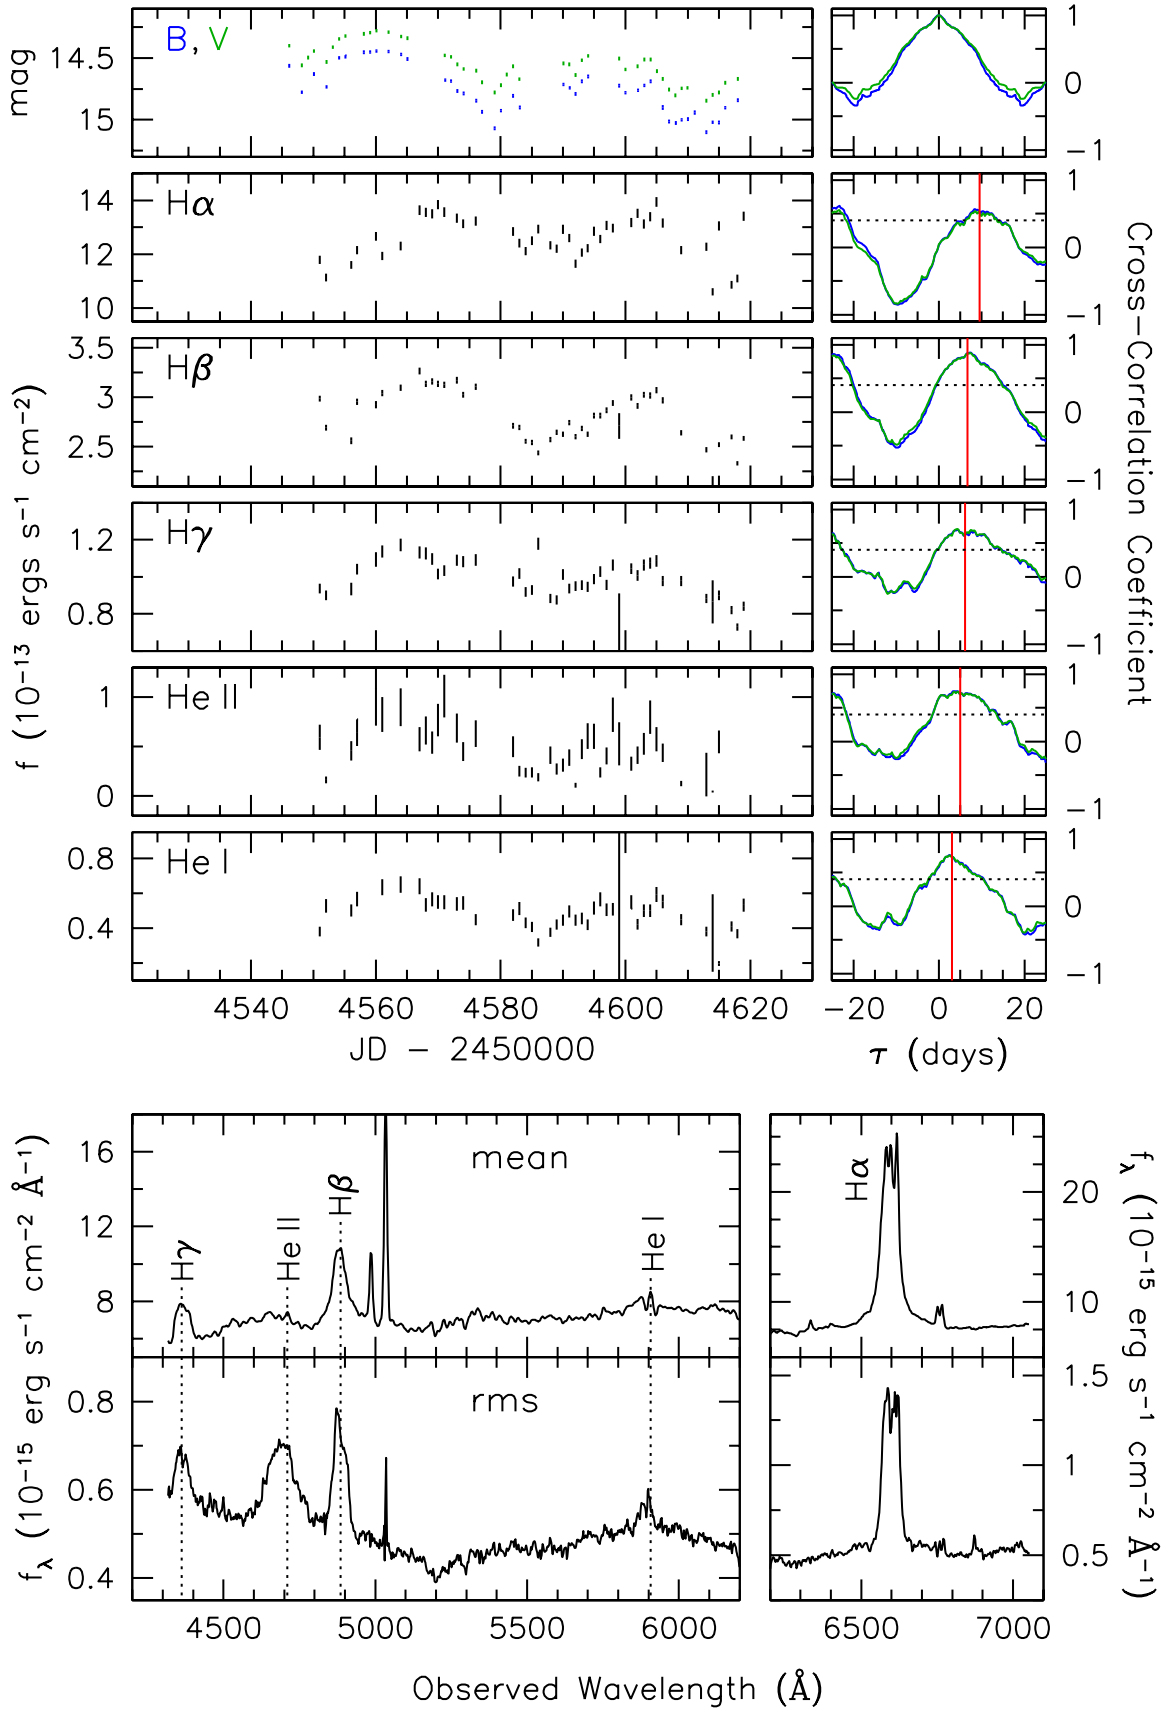 B, V
mag
14.5
15
1
0
−1
Hα
14
12
10
1
0
−1
Hβ
3.5
3
2.5
1
0
−1
Hγ
1.2
1
0.8
1
0
−1
He II
1
0
1
0
−1
He I
0.8
0.6
0.4
1
0
−1
f (10⁻¹³ ergs s⁻¹ cm⁻²)
Cross−Correlation Coefficient
4540 4560 4580 4600 4620
−20 0 20
JD − 2450000
τ (days)
mean
16
12
8
Hγ
He II
Hβ
He I
Hα
20
10
rms
0.8
0.6
0.4
1.5
1
0.5
f_λ (10⁻¹⁵ erg s⁻¹ cm⁻² Å⁻¹)
f_λ (10⁻¹⁵ erg s⁻¹ cm⁻² Å⁻¹)
4500 5000 5500 6000
6500 7000
Observed Wavelength (Å)